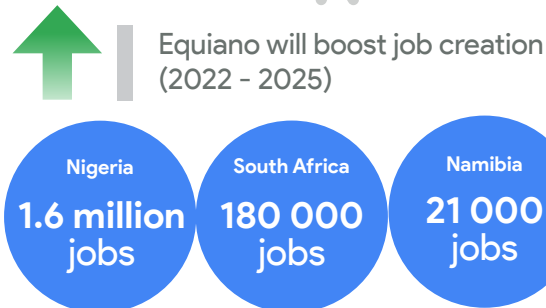 Equiano will boost job creation
(2022 - 2025)
Nigeria
1.6 million
jobs
South Africa
180 000
jobs
Namibia
21 000
jobs